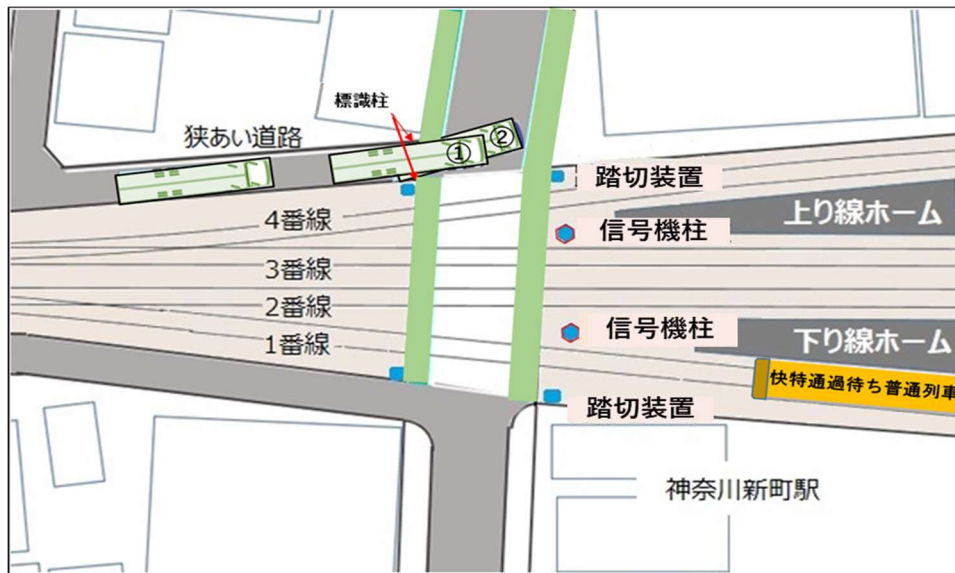 標識柱
狭あい道路
①
②
踏切装置
4番線
信号機柱
上り線ホーム
3番線
2番線
信号機柱
1番線
下り線ホーム
快特通過待ち普通列車
踏切装置
神奈川新町駅